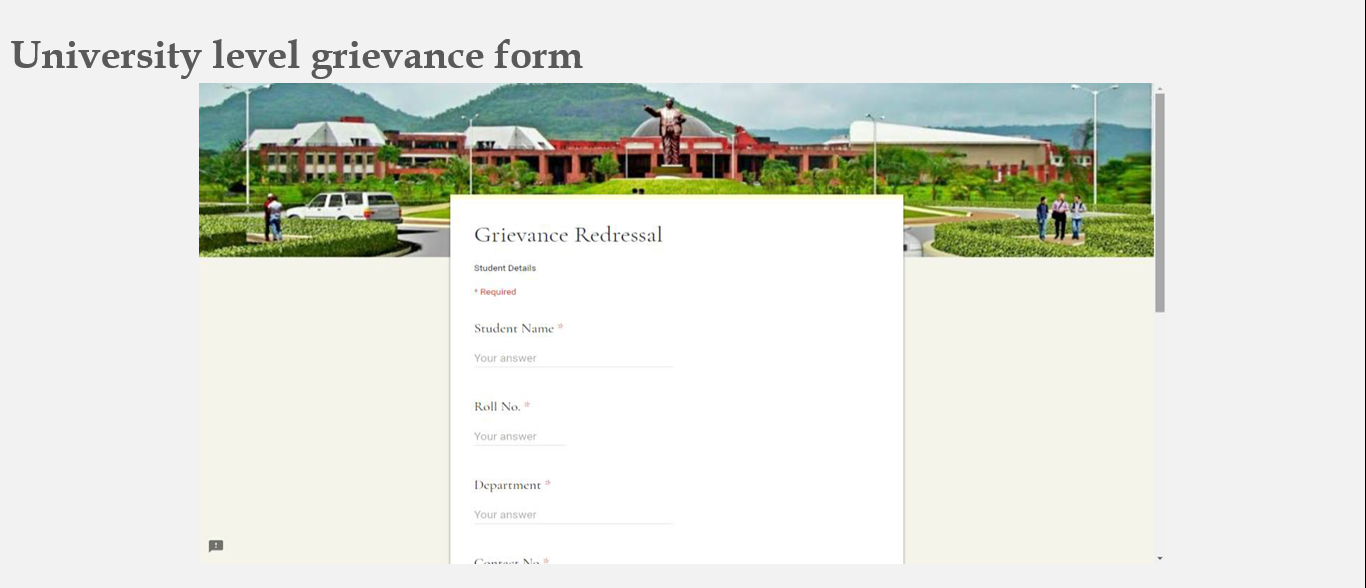 University level grievance form
Grievance Redressal
Student Details
* Required
Student Name *
Your answer
Roll No. *
Your answer
Department *
Your answer
Contact No *